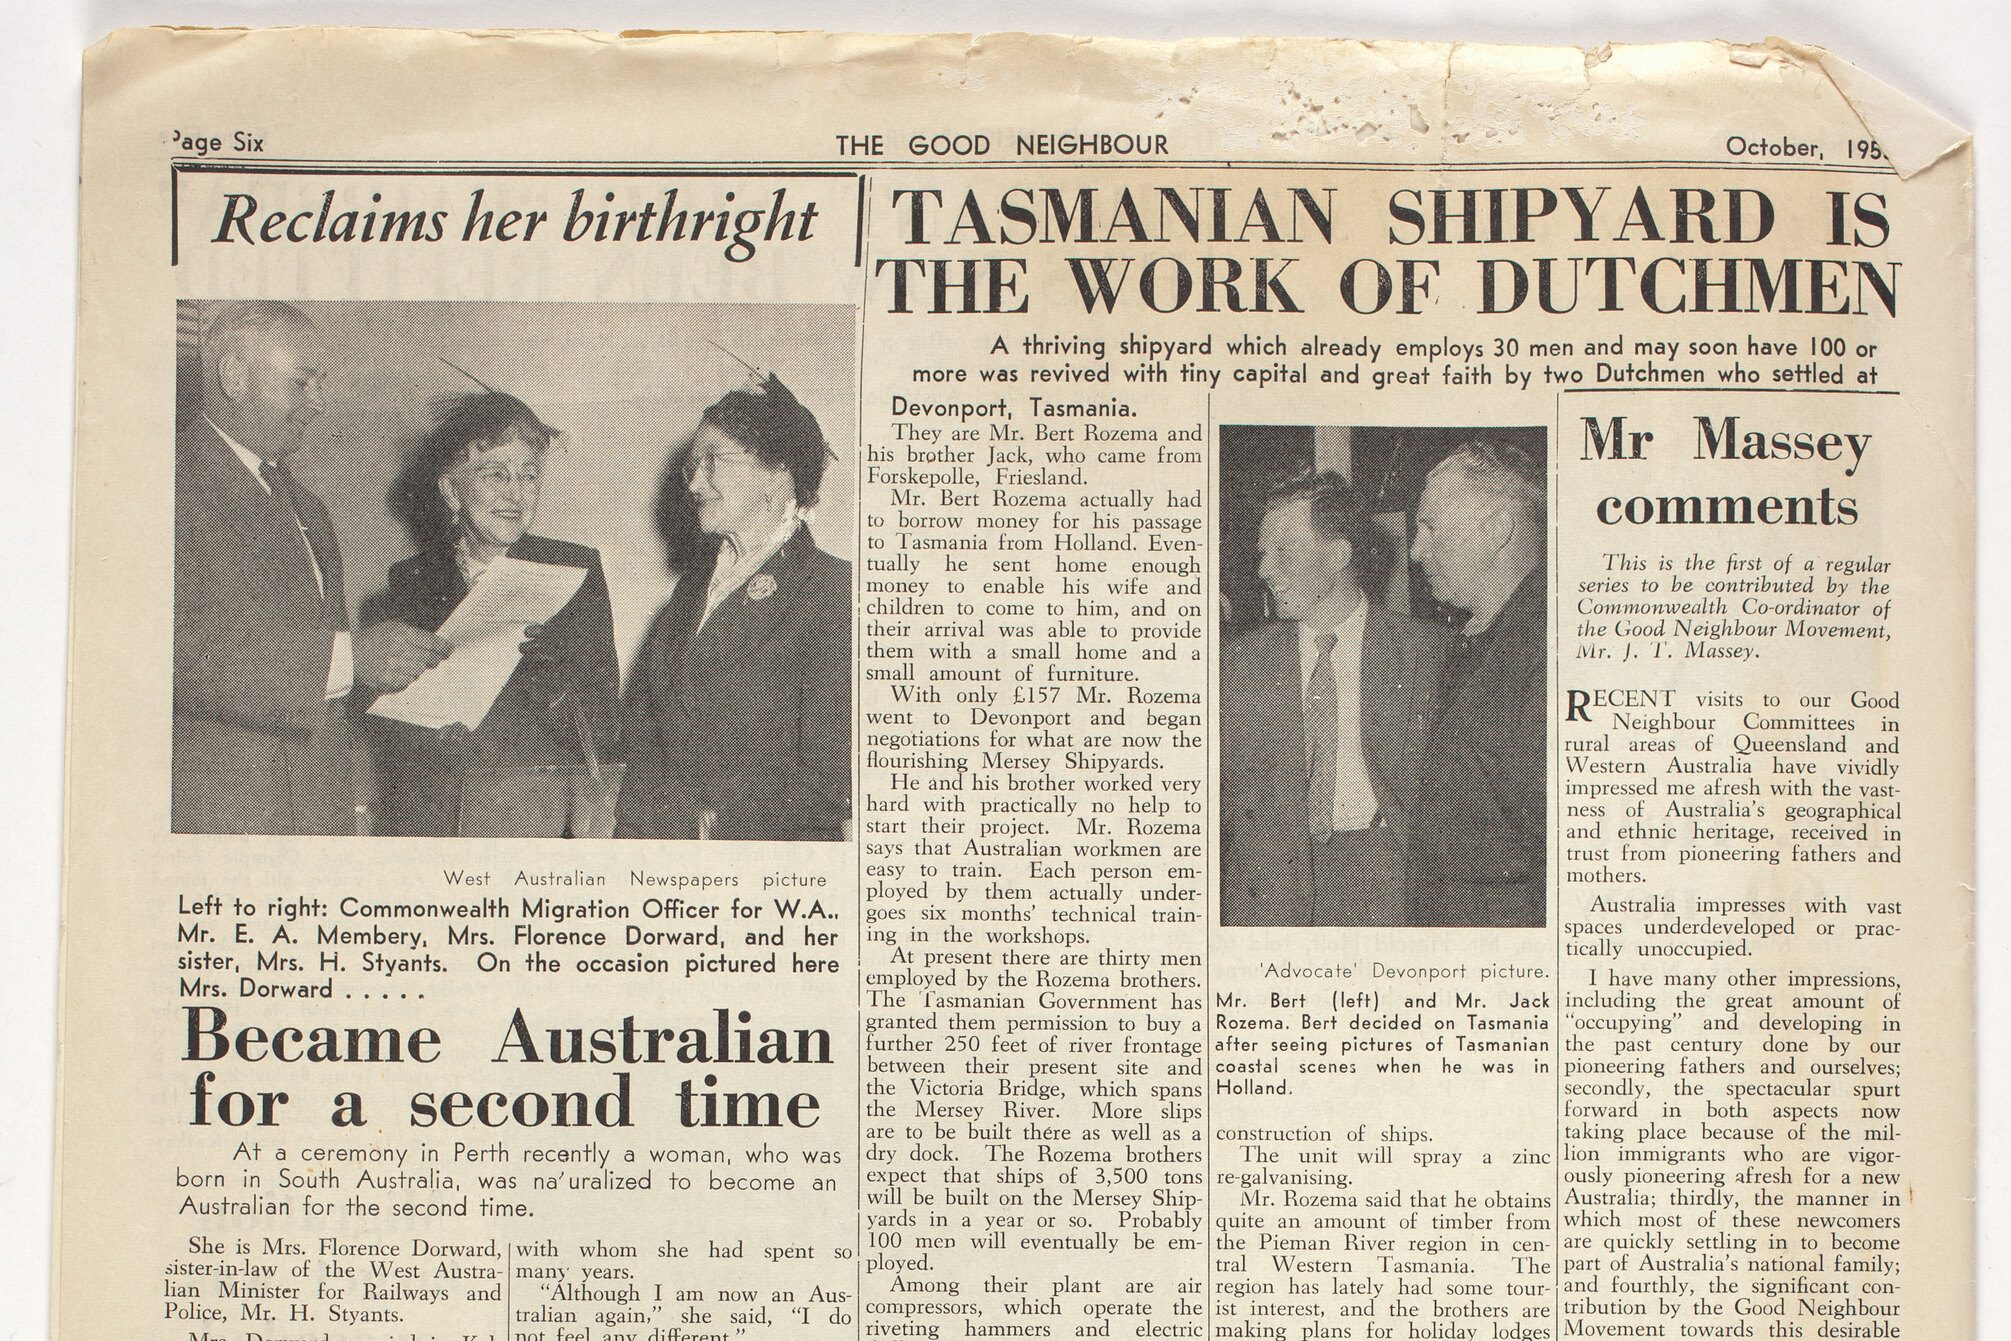 Page Six
THE GOOD NEIGHBOUR
October, 195
Reclaims her birthright
West Australian Newspapers picture
Left to right: Commonwealth Migration Officer for W.A.,
Mr. E. A. Membery, Mrs. Florence Dorward, and her
sister, Mrs. H. Styants. On the occasion pictured here
Mrs. Dorward . . . . .
Became Australian
for a second time
At a ceremony in Perth recently a woman, who was
born in South Australia, was na'uralized to become an
Australian for the second time.
She is Mrs. Florence Dorward,
sister-in-law of the West Austra-
lian Minister for Railways and
Police, Mr. H. Styants.
with whom she had spent so
many years.
"Although I am now an Aus-
tralian again," she said, "I do
not feel any different."
TASMANIAN SHIPYARD IS
THE WORK OF DUTCHMEN
A thriving shipyard which already employs 30 men and may soon have 100 or
more was revived with tiny capital and great faith by two Dutchmen who settled at
Devonport, Tasmania.
They are Mr. Bert Rozema and
his brother Jack, who came from
Forskepolle, Friesland.
Mr. Bert Rozema actually had
to borrow money for his passage
to Tasmania from Holland. Even-
tually he sent home enough
money to enable his wife and
children to come to him, and on
their arrival was able to provide
them with a small home and a
small amount of furniture.
With only £157 Mr. Rozema
went to Devonport and began
negotiations for what are now the
flourishing Mersey Shipyards.
He and his brother worked very
hard with practically no help to
start their project. Mr. Rozema
says that Australian workmen are
easy to train. Each person em-
ployed by them actually under-
goes six months' technical train-
ing in the workshops.
At present there are thirty men
employed by the Rozema brothers.
The Tasmanian Government has
granted them permission to buy a
further 250 feet of river frontage
between their present site and
the Victoria Bridge, which spans
the Mersey River. More slips
are to be built there as well as a
dry dock. The Rozema brothers
expect that ships of 3,500 tons
will be built on the Mersey Ship-
yards in a year or so. Probably
100 men will eventually be em-
ployed.
Among their plant are air
compressors, which operate the
riveting hammers and electric
'Advocate' Devonport picture.
Mr. Bert (left) and Mr. Jack
Rozema. Bert decided on Tasmania
after seeing pictures of Tasmanian
coastal scenes when he was in
Holland.
construction of ships.
The unit will spray a zinc
re-galvanising.
Mr. Rozema said that he obtains
quite an amount of timber from
the Pieman River region in cen-
tral Western Tasmania. The
region has lately had some tour-
ist interest, and the brothers are
making plans for holiday lodges
Mr Massey
comments
This is the first of a regular
series to be contributed by the
Commonwealth Co-ordinator of
the Good Neighbour Movement,
Mr. J. T. Massey.
RECENT visits to our Good
Neighbour Committees in
rural areas of Queensland and
Western Australia have vividly
impressed me afresh with the vast-
ness of Australia's geographical
and ethnic heritage, received in
trust from pioneering fathers and
mothers.
Australia impresses with vast
spaces underdeveloped or prac-
tically unoccupied.
I have many other impressions,
including the great amount of
"occupying" and developing in
the past century done by our
pioneering fathers and ourselves;
secondly, the spectacular spurt
forward in both aspects now
taking place because of the mil-
lion immigrants who are vigor-
ously pioneering afresh for a new
Australia; thirdly, the manner in
which most of these newcomers
are quickly settling in to become
part of Australia's national family;
and fourthly, the significant con-
tribution by the Good Neighbour
Movement towards this desirable